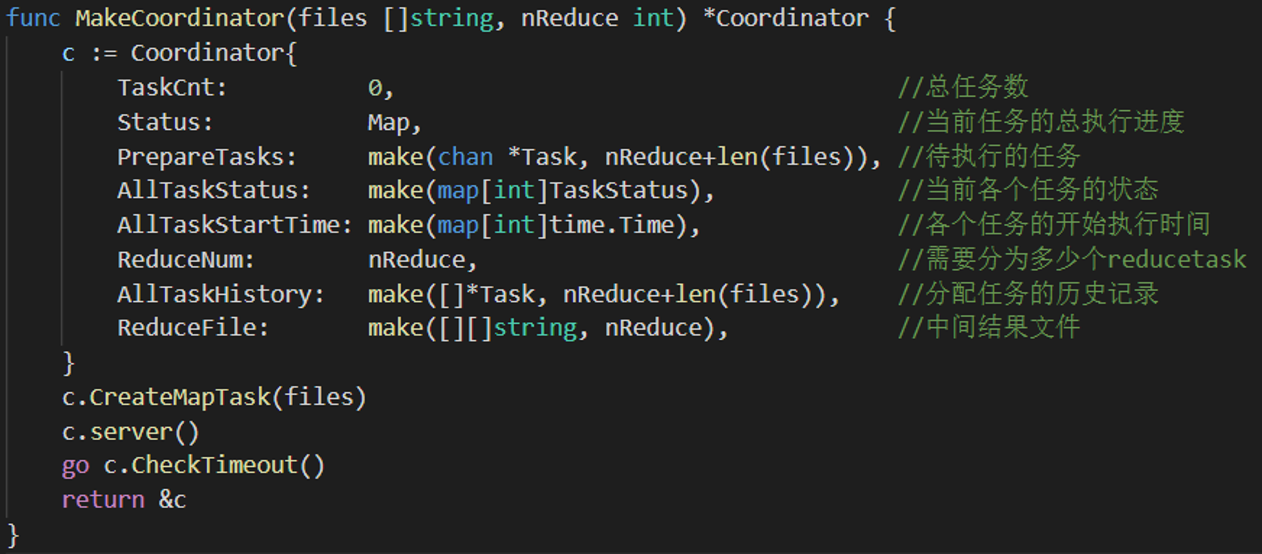 func MakeCoordinator(files []string, nReduce int) *Coordinator {
    c := Coordinator{
        TaskCnt:          0,                                  //总任务数
        Status:           Map,                                //当前任务的总执行进度
        PrepareTasks:     make(chan *Task, nReduce+len(files)), //待执行的任务
        AllTaskStatus:    make(map[int]TaskStatus),           //当前各个任务的状态
        AllTaskStartTime: make(map[int]time.Time),            //各个任务的开始执行时间
        ReduceNum:        nReduce,                            //需要分为多少个reducetask
        AllTaskHistory:   make([]*Task, nReduce+len(files)),  //分配任务的历史记录
        ReduceFile:       make([][]string, nReduce),          //中间结果文件
    }
    c.CreateMapTask(files)
    c.server()
    go c.CheckTimeout()
    return &c
}